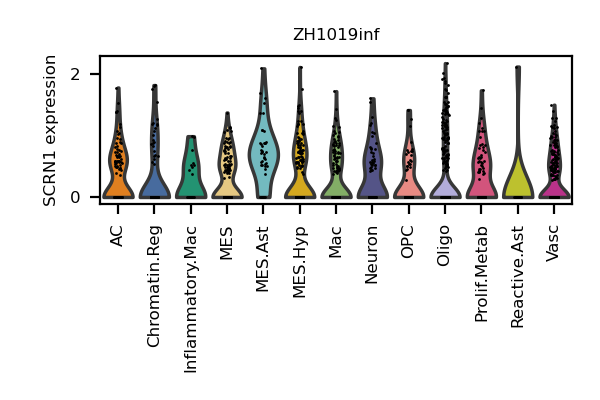 ZH1019inf
SCRN1 expression
2
0
AC
Chromatin.Reg
Inflammatory.Mac
MES
MES.Ast
MES.Hyp
Mac
Neuron
OPC
Oligo
Prolif.Metab
Reactive.Ast
Vasc